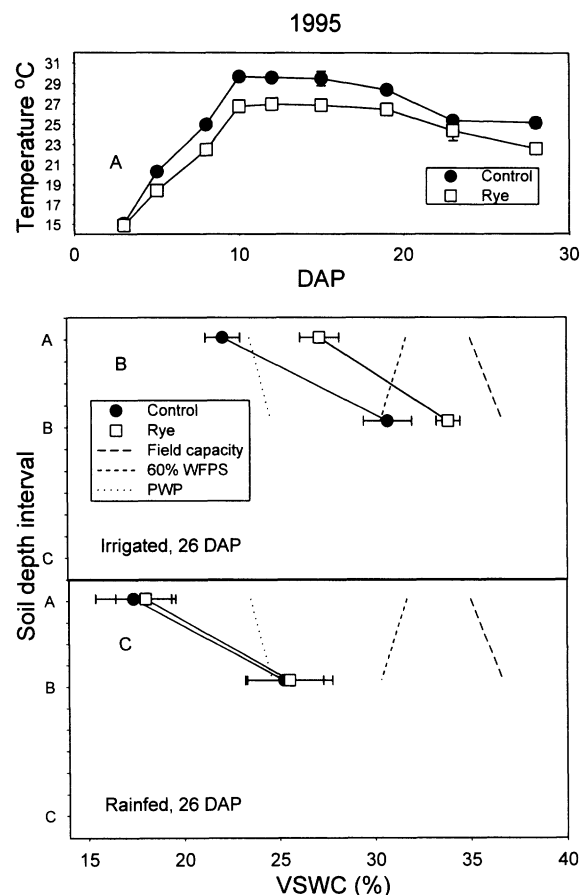 1995
Temperature °C
31
29
27
25
23
21
19
17
15
A
Control
Rye
0
10
20
30
DAP
Soil depth interval
A
B
C
B
Control
Rye
Field capacity
60% WFPS
PWP
Irrigated, 26 DAP
A
B
C
C
Rainfed, 26 DAP
15
20
25
30
35
40
VSWC (%)